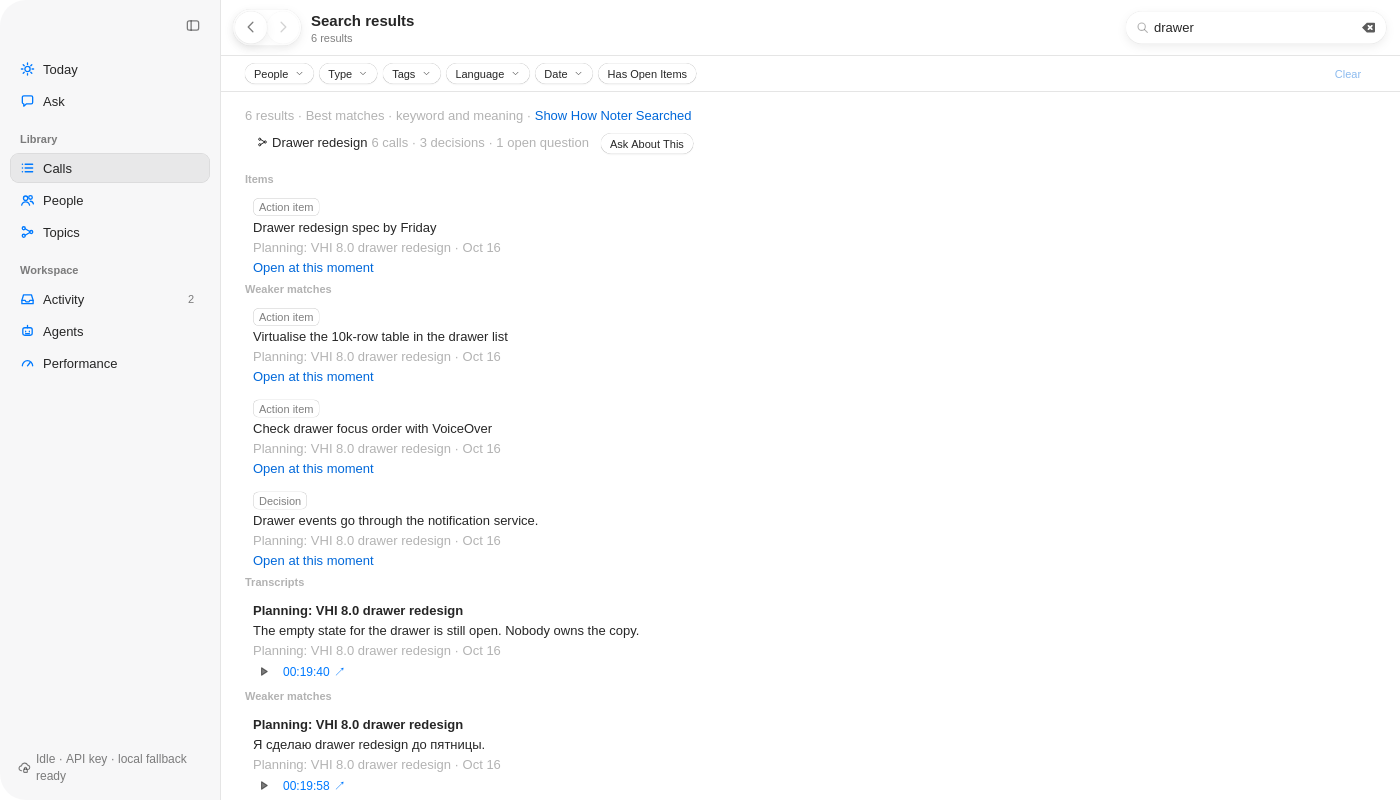 Search results
6 results
drawer
Today
Ask
Library
Calls
People
Topics
Workspace
Activity 2
Agents
Performance
Idle · API key · local fallback
ready
People Type Tags Language Date Has Open Items Clear
6 results · Best matches · keyword and meaning · Show How Noter Searched
Drawer redesign 6 calls · 3 decisions · 1 open question Ask About This
Items
Action item
Drawer redesign spec by Friday
Planning: VHI 8.0 drawer redesign · Oct 16
Open at this moment
Weaker matches
Action item
Virtualise the 10k-row table in the drawer list
Planning: VHI 8.0 drawer redesign · Oct 16
Open at this moment
Action item
Check drawer focus order with VoiceOver
Planning: VHI 8.0 drawer redesign · Oct 16
Open at this moment
Decision
Drawer events go through the notification service.
Planning: VHI 8.0 drawer redesign · Oct 16
Open at this moment
Transcripts
Planning: VHI 8.0 drawer redesign
The empty state for the drawer is still open. Nobody owns the copy.
Planning: VHI 8.0 drawer redesign · Oct 16
00:19:40
Weaker matches
Planning: VHI 8.0 drawer redesign
Я сделаю drawer redesign до пятницы.
Planning: VHI 8.0 drawer redesign · Oct 16
00:19:58